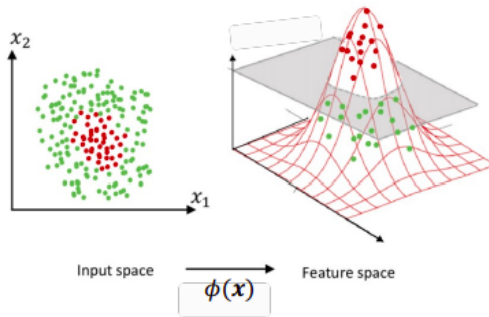 x₂
x₁
Input space
Feature space
ϕ(x)